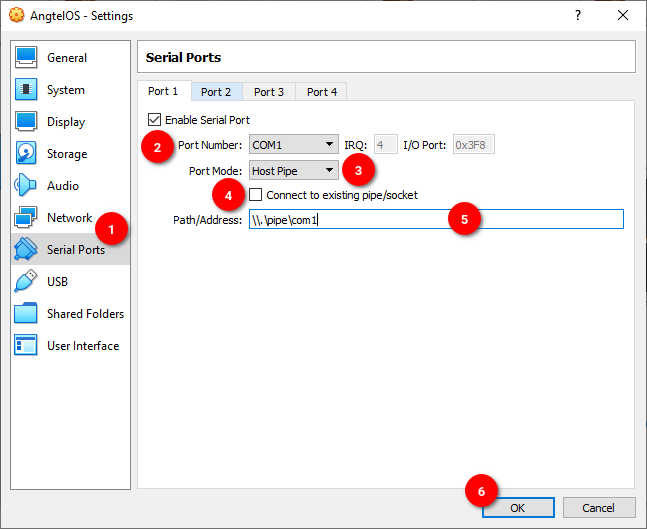 AngtelOS - Settings
?
General
System
Display
Storage
Audio
Network
1
Serial Ports
USB
Shared Folders
User Interface
Serial Ports
Port 1 Port 2 Port 3 Port 4
Enable Serial Port
2 Port Number: COM1 IRQ: 4 I/O Port: 0x3F8
Port Mode: Host Pipe 3
4 Connect to existing pipe/socket
Path/Address: \\.\pipe\com1 5
6
OK Cancel